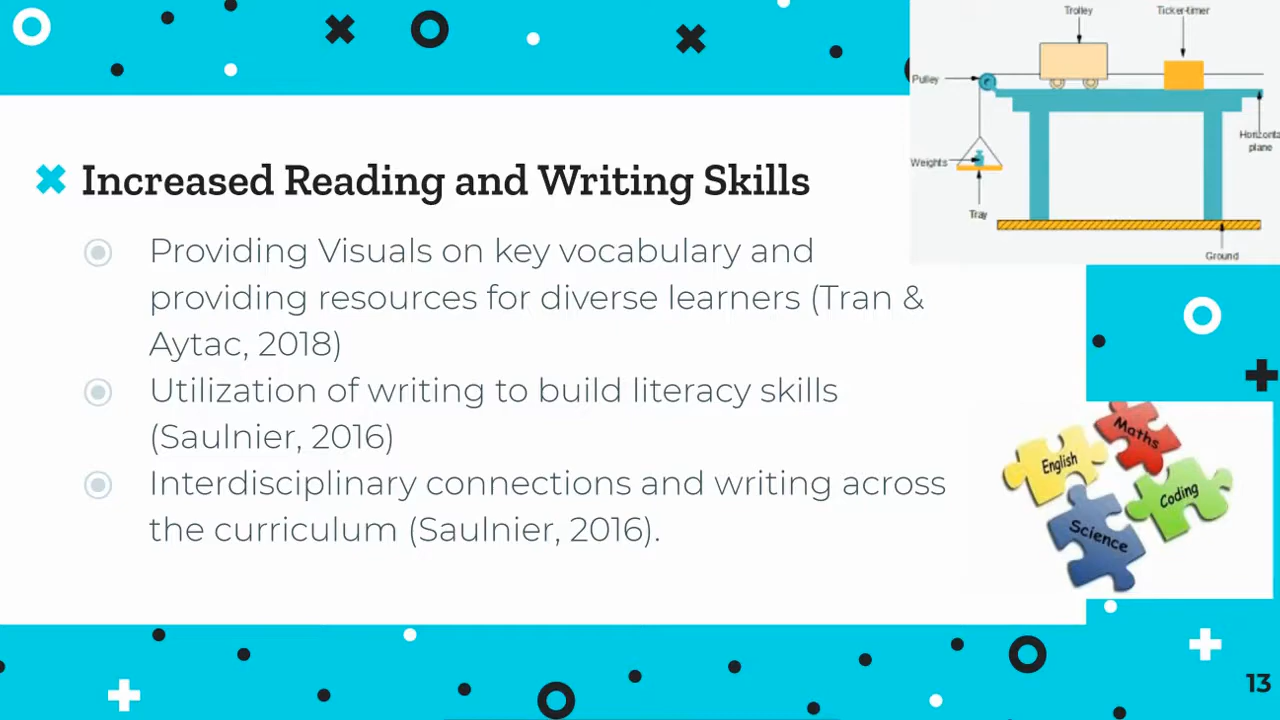 Trolley
Ticker-timer
Pulley
Horizonta
plane
Weights
Tray
Ground
Increased Reading and Writing Skills
Providing Visuals on key vocabulary and
providing resources for diverse learners (Tran &
Aytac, 2018)
Utilization of writing to build literacy skills
(Saulnier, 2016)
Interdisciplinary connections and writing across
the curriculum (Saulnier, 2016).
Maths
English
Coding
Science
13